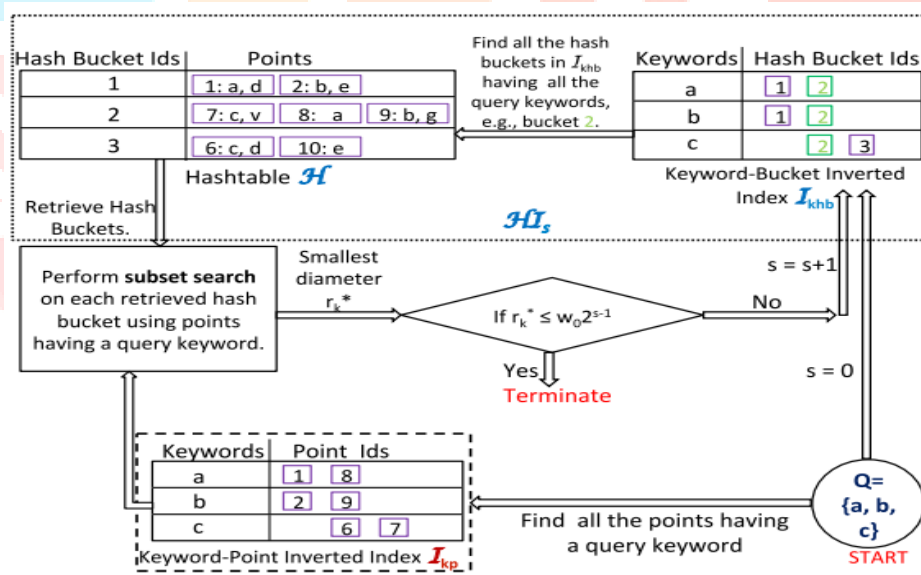 Hash Bucket Ids Points
1 1: a, d 2: b, e
2 7: c, v 8: a 9: b, g
3 6: c, d 10: e
Hashtable ℋ
Find all the hash
buckets in I_khb
having all the
query keywords,
e.g., bucket 2.
Keywords Hash Bucket Ids
a 1 2
b 1 2
c 2 3
Keyword-Bucket Inverted
Index I_khb
ℋI_s
Retrieve Hash
Buckets.
Perform subset search
on each retrieved hash
bucket using points
having a query keyword.
Smallest
diameter
r_k*
If r_k* ≤ w_0 2^{s-1}
No
s = s+1
Yes
Terminate
s = 0
Keywords Point Ids
a 1 8
b 2 9
c 6 7
Keyword-Point Inverted Index I_kp
Find all the points having
a query keyword
Q=
{a, b,
c}
START